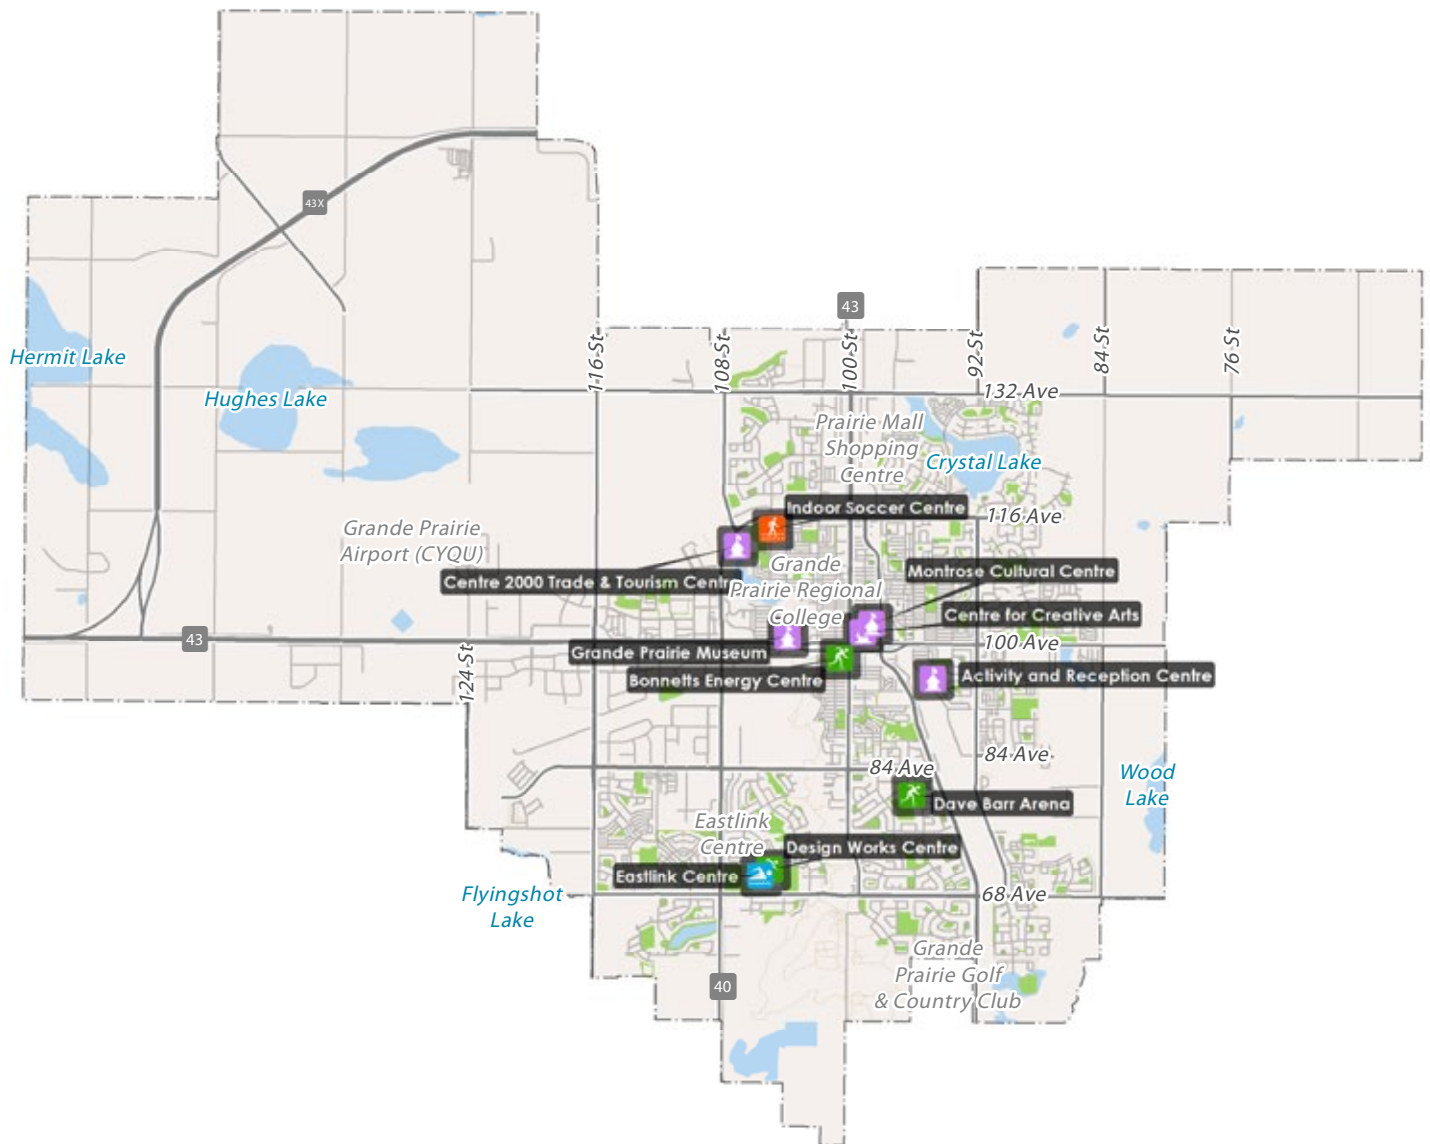 43X
43
Hermit Lake
Hughes Lake
116 St
108 St
100 St
92 St
84 St
76 St
132 Ave
Prairie Mall
Shopping
Centre
Crystal Lake
Indoor Soccer Centre
116 Ave
Grande Prairie
Airport (CYQU)
Centre 2000 Trade & Tourism Centre
Grande
Prairie Regional
College
Montrose Cultural Centre
Centre for Creative Arts
43
124 St
Grande Prairie Museum
100 Ave
Bonnetts Energy Centre
Activity and Reception Centre
84 Ave
84 Ave
Wood
Lake
Dave Barr Arena
Eastlink
Centre
Design Works Centre
Eastlink Centre
Flyingshot
Lake
68 Ave
Grande
Prairie Golf
& Country Club
40